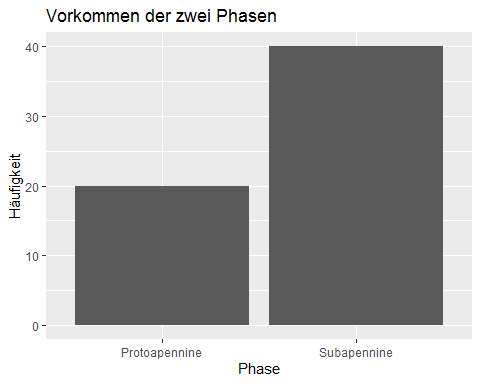 Vorkommen der zwei Phasen
Häufigkeit
40
30
20
10
0
Protoapennine Subapennine
Phase